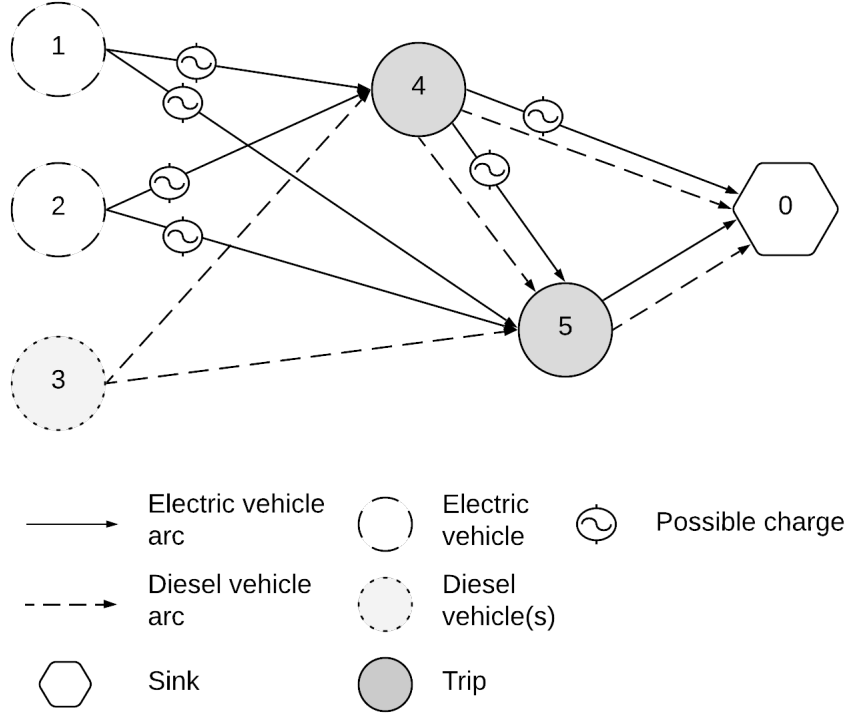 1
4
2
0
5
3
Electric vehicle
arc
Electric
vehicle
Possible charge
Diesel vehicle
arc
Diesel
vehicle(s)
Sink
Trip